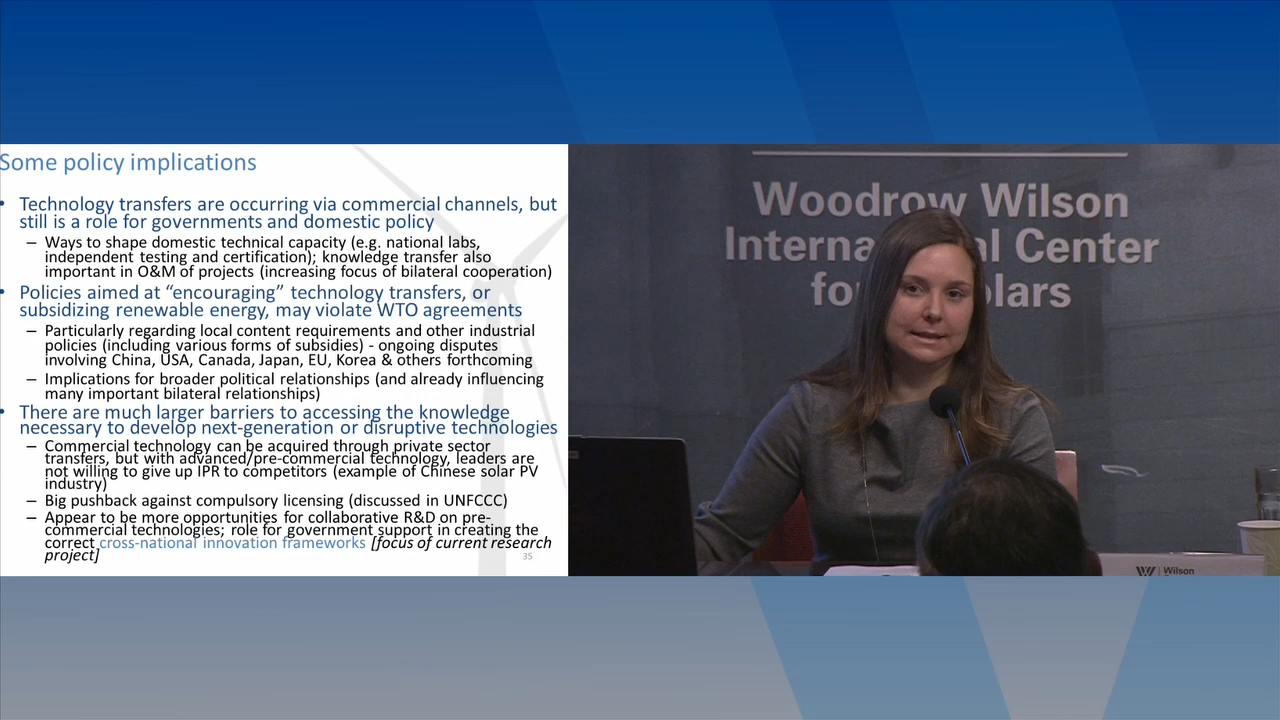 Some policy implications
• Technology transfers are occurring via commercial channels, but
still is a role for governments and domestic policy
– Ways to shape domestic technical capacity (e.g. national labs,
independent testing and certification); knowledge transfer also
important in O&M of projects (increasing focus of bilateral cooperation)
• Policies aimed at “encouraging” technology transfers, or
subsidizing renewable energy, may violate WTO agreements
– Particularly regarding local content requirements and other industrial
policies (including various forms of subsidies) - ongoing disputes
involving China, USA, Canada, Japan, EU, Korea & others forthcoming
– Implications for broader political relationships (and already influencing
many important bilateral relationships)
• There are much larger barriers to accessing the knowledge
necessary to develop next-generation or disruptive technologies
– Commercial technology can be acquired through private sector
transfers, but with advanced/pre-commercial technology, leaders are
not willing to give up IPR to competitors (example of Chinese solar PV
industry)
– Big pushback against compulsory licensing (discussed in UNFCCC)
– Appear to be more opportunities for collaborative R&D on pre-
commercial technologies; role for government support in creating the
correct cross-national innovation frameworks [focus of current research
project]
35
Woodrow Wilson
Interna al Center
fo olars
Wilson